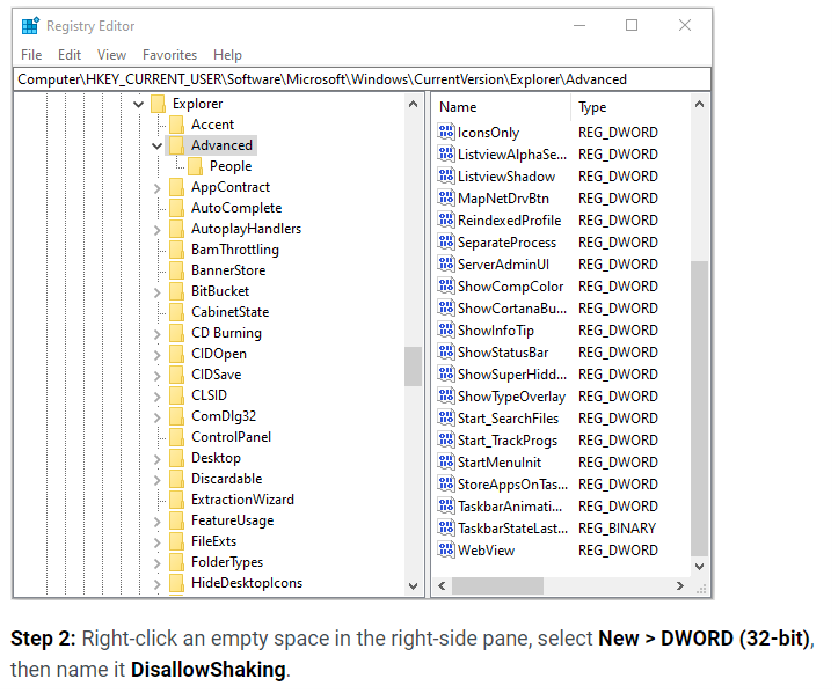 Registry Editor
File Edit View Favorites Help
Computer\HKEY_CURRENT_USER\Software\Microsoft\Windows\CurrentVersion\Explorer\Advanced
Explorer
Accent
Advanced
People
AppContract
AutoComplete
AutoplayHandlers
BamThrottling
BannerStore
BitBucket
CabinetState
CD Burning
CIDOpen
CIDSave
CLSID
ComDlg32
ControlPanel
Desktop
Discardable
ExtractionWizard
FeatureUsage
FileExts
FolderTypes
HideDesktopIcons
Name Type
IconsOnly REG_DWORD
ListviewAlphaSe... REG_DWORD
ListviewShadow REG_DWORD
MapNetDrvBtn REG_DWORD
ReindexedProfile REG_DWORD
SeparateProcess REG_DWORD
ServerAdminUI REG_DWORD
ShowCompColor REG_DWORD
ShowCortanaBu... REG_DWORD
ShowInfoTip REG_DWORD
ShowStatusBar REG_DWORD
ShowSuperHidd... REG_DWORD
ShowTypeOverlay REG_DWORD
Start_SearchFiles REG_DWORD
Start_TrackProgs REG_DWORD
StartMenuInit REG_DWORD
StoreAppsOnTas... REG_DWORD
TaskbarAnimati... REG_DWORD
TaskbarStateLast... REG_BINARY
WebView REG_DWORD
Step 2: Right-click an empty space in the right-side pane, select New > DWORD (32-bit),
then name it DisallowShaking.